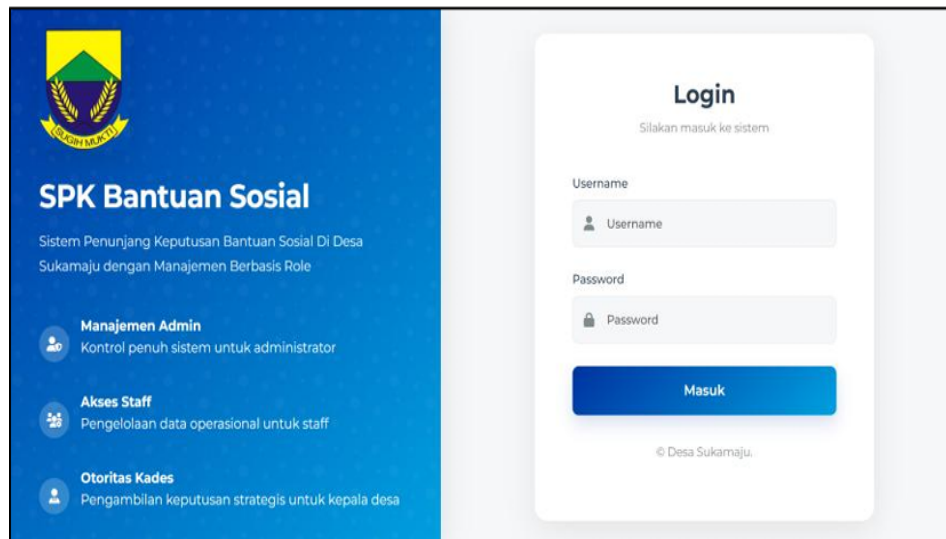 SUGIH MUKTI
SPK Bantuan Sosial
Sistem Penunjang Keputusan Bantuan Sosial Di Desa
Sukamaju dengan Manajemen Berbasis Role
Manajemen Admin
Kontrol penuh sistem untuk administrator
Akses Staff
Pengelolaan data operasional untuk staff
Otoritas Kades
Pengambilan keputusan strategis untuk kepala desa
Login
Silakan masuk ke sistem
Username
Username
Password
Password
Masuk
© Desa Sukamaju.